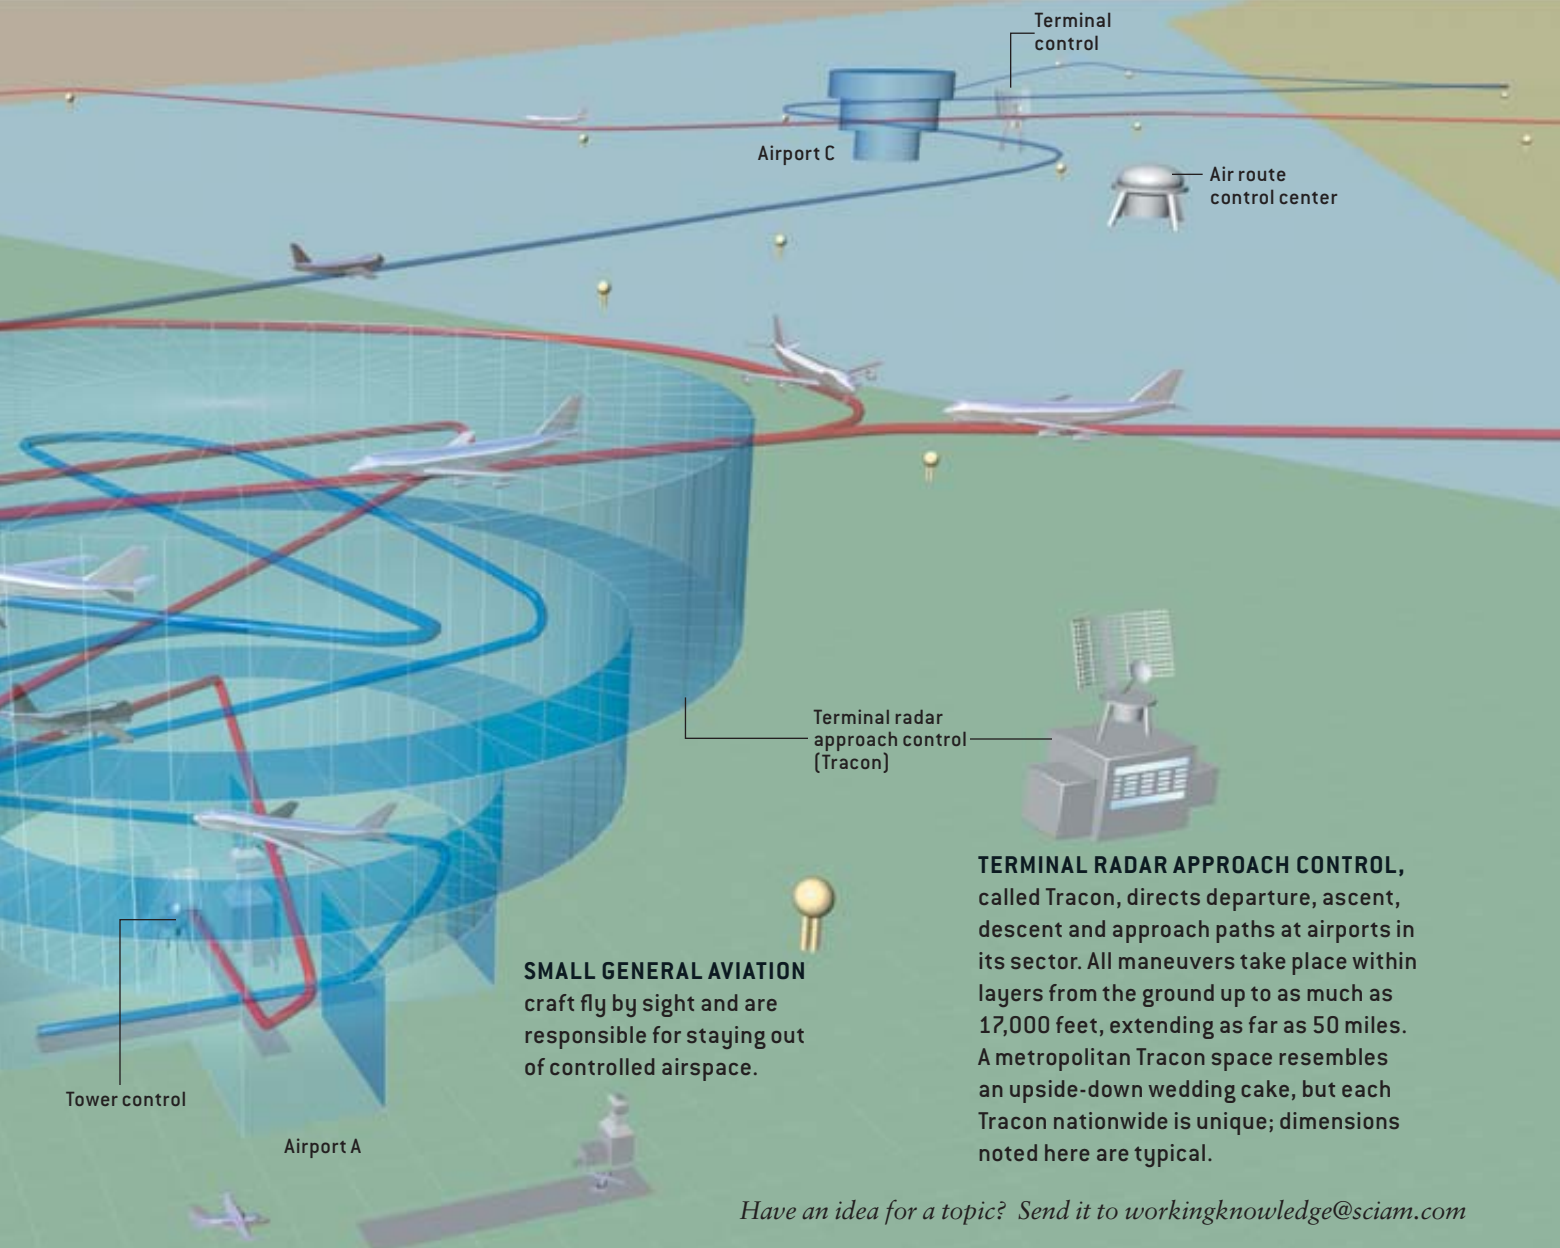 Terminal
control
Airport C
Air route
control center
Terminal radar
approach control
(Tracon)
TERMINAL RADAR APPROACH CONTROL,
called Tracon, directs departure, ascent,
descent and approach paths at airports in
its sector. All maneuvers take place within
layers from the ground up to as much as
17,000 feet, extending as far as 50 miles.
A metropolitan Tracon space resembles
an upside-down wedding cake, but each
Tracon nationwide is unique; dimensions
noted here are typical.
SMALL GENERAL AVIATION
craft fly by sight and are
responsible for staying out
of controlled airspace.
Tower control
Airport A
Have an idea for a topic? Send it to workingknowledge@sciam.com